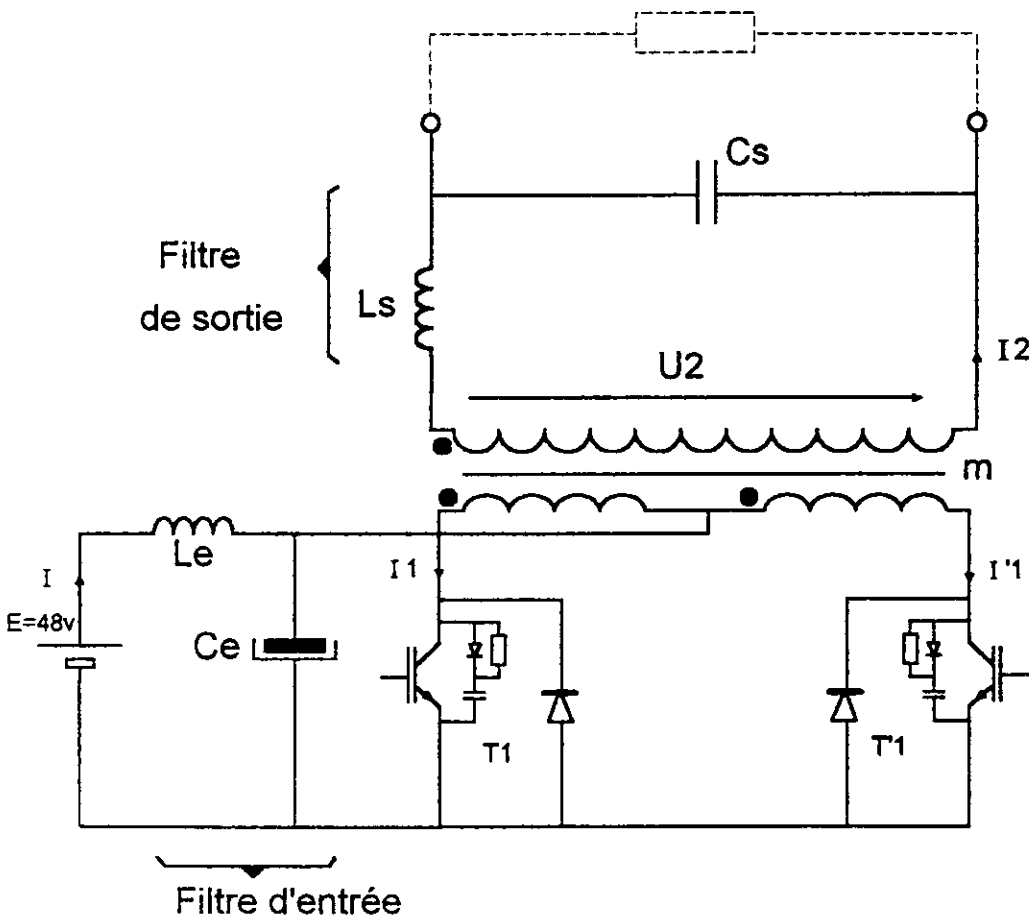 Cs
Filtre
de sortie
Ls
U2
I2
m
Le
I
I1
I'1
E=48v
Ce
T1
T'1
Filtre d'entrée